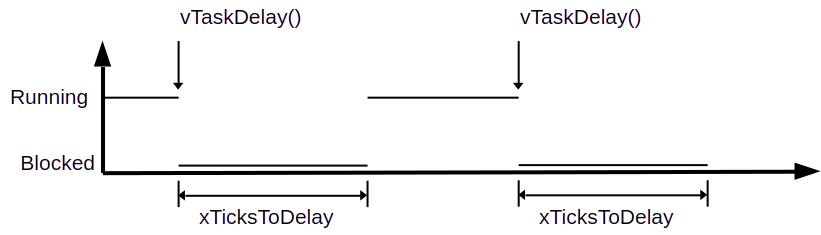 vTaskDelay()
vTaskDelay()
Running
Blocked
xTicksToDelay
xTicksToDelay